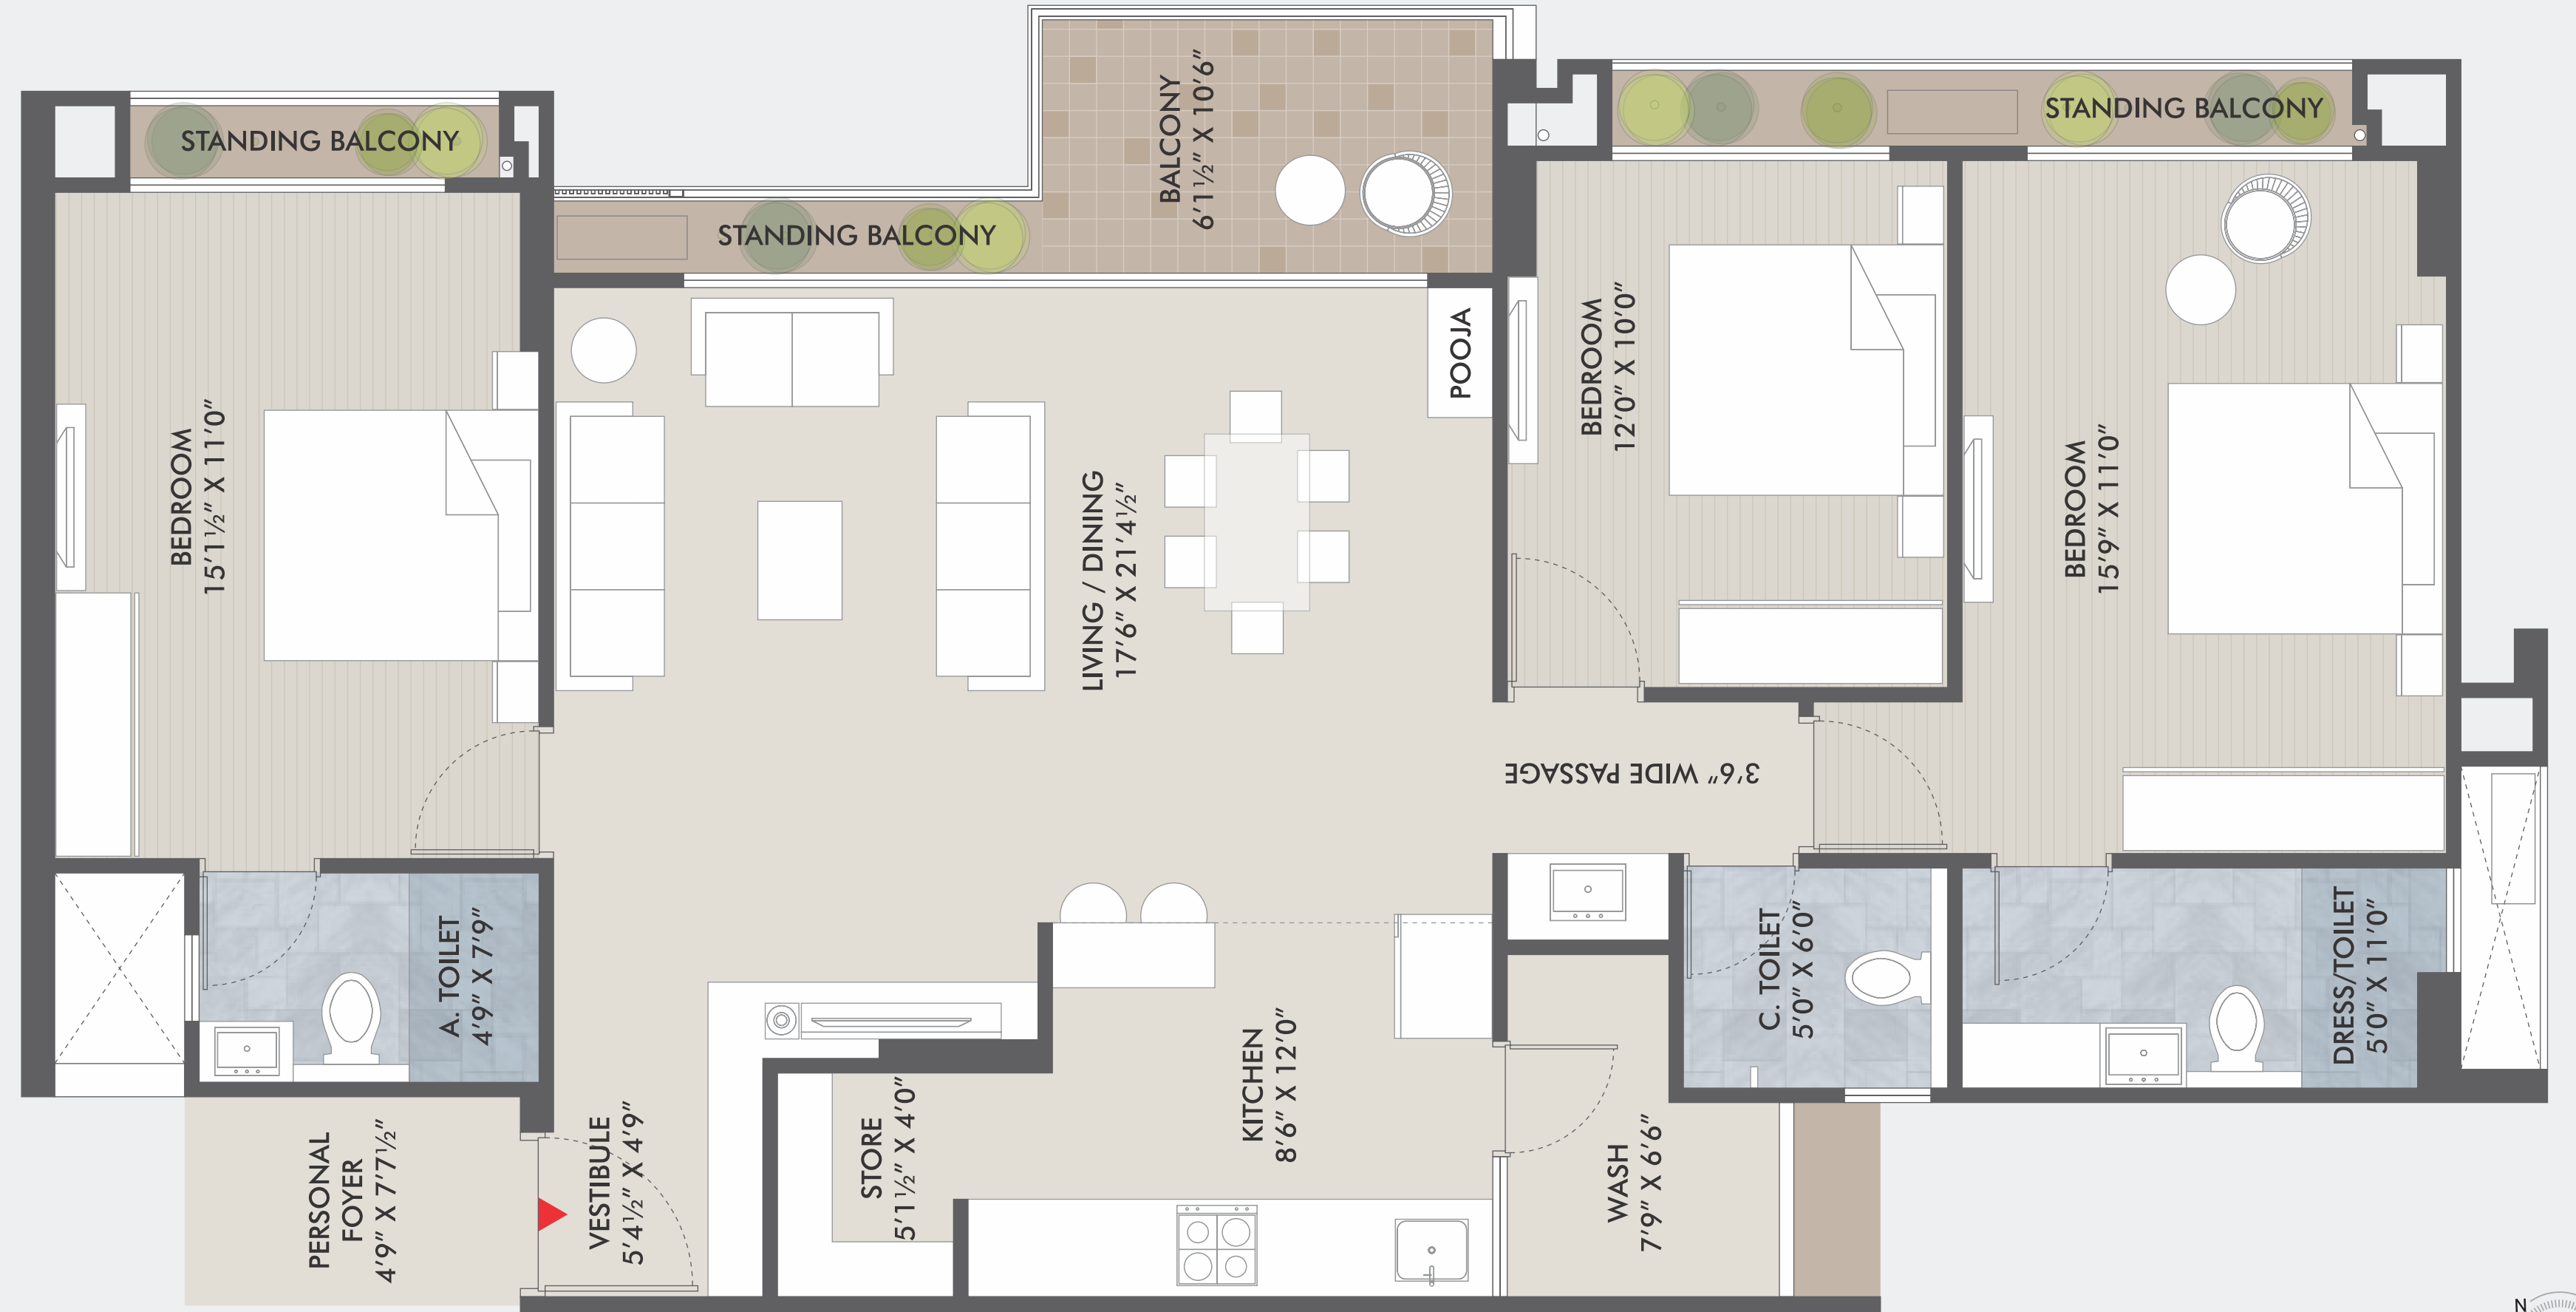 STANDING BALCONY
BALCONY
6'1½" X 10'6"
STANDING BALCONY
STANDING BALCONY
BEDROOM
15'1½" X 11'0"
LIVING / DINING
17'6" X 21'4½"
POOJA
BEDROOM
12'0" X 10'0"
BEDROOM
15'9" X 11'0"
3'6" WIDE PASSAGE
A. TOILET
4'9" X 7'9"
C. TOILET
5'0" X 6'0"
DRESS/TOILET
5'0" X 11'0"
PERSONAL
FOYER
4'9" X 7'7½"
VESTIBULE
5'4½" X 4'9"
STORE
5'1½" X 4'0"
KITCHEN
8'6" X 12'0"
WASH
7'9" X 6'6"
N